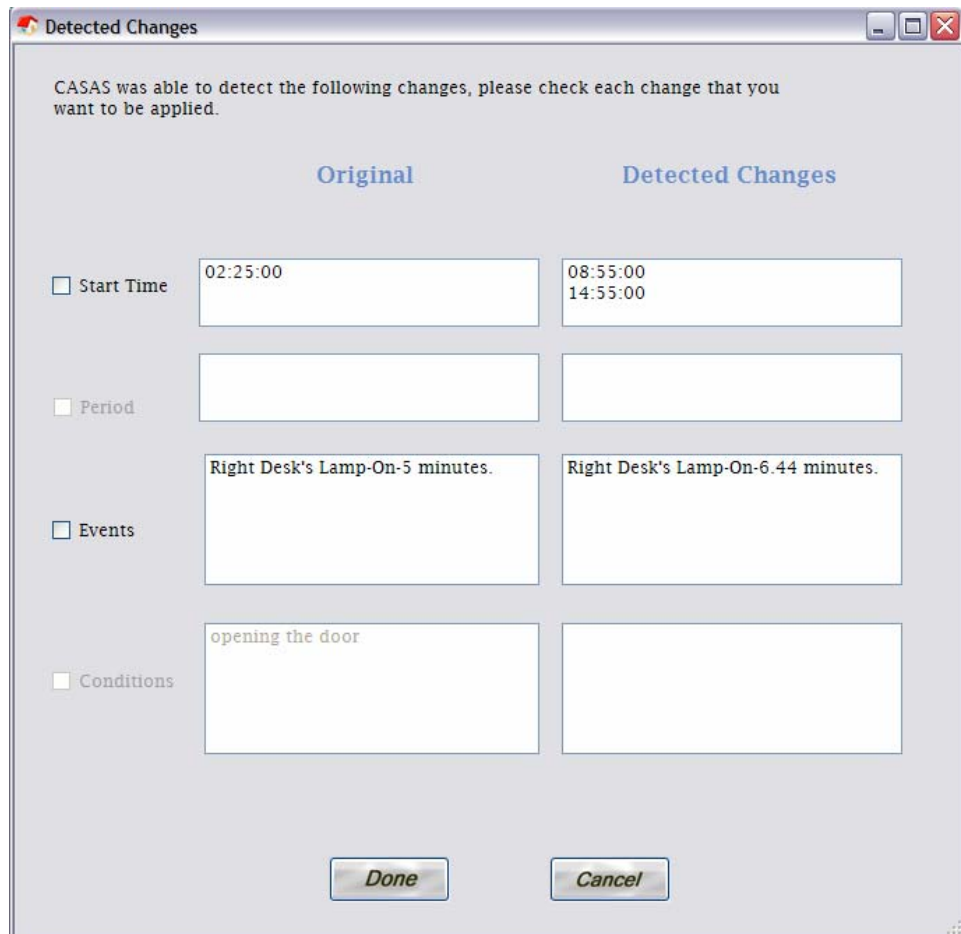 Detected Changes
CASAS was able to detect the following changes, please check each change that you
want to be applied.
Original
Detected Changes
Start Time
02:25:00
08:55:00
14:55:00
Period
Events
Right Desk's Lamp-On-5 minutes.
Right Desk's Lamp-On-6.44 minutes.
Conditions
opening the door
Done
Cancel